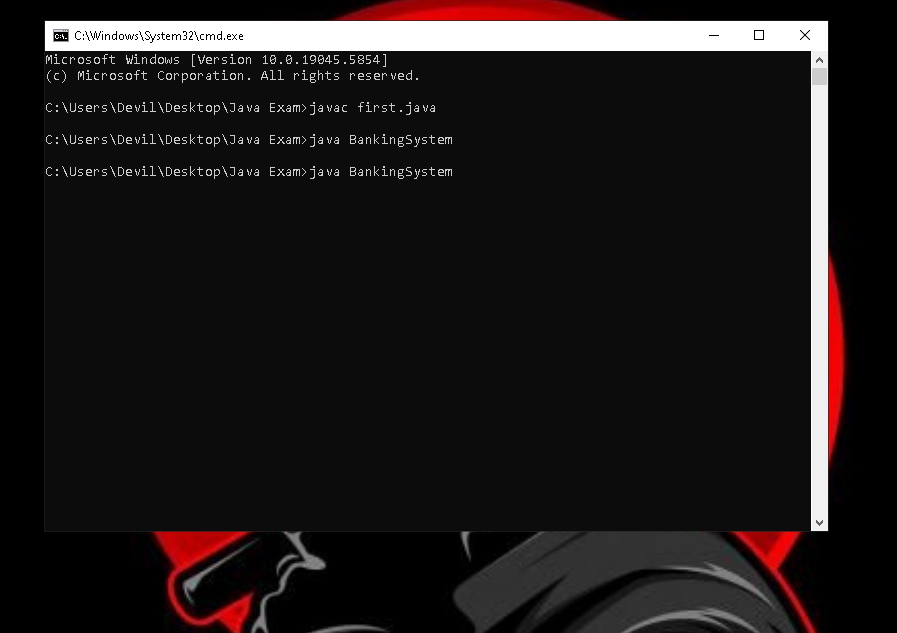 C:\Windows\System32\cmd.exe
Microsoft Windows [Version 10.0.19045.5854]
(c) Microsoft Corporation. All rights reserved.
C:\Users\Devil\Desktop\Java Exam>javac first.java
C:\Users\Devil\Desktop\Java Exam>java BankingSystem
C:\Users\Devil\Desktop\Java Exam>java BankingSystem